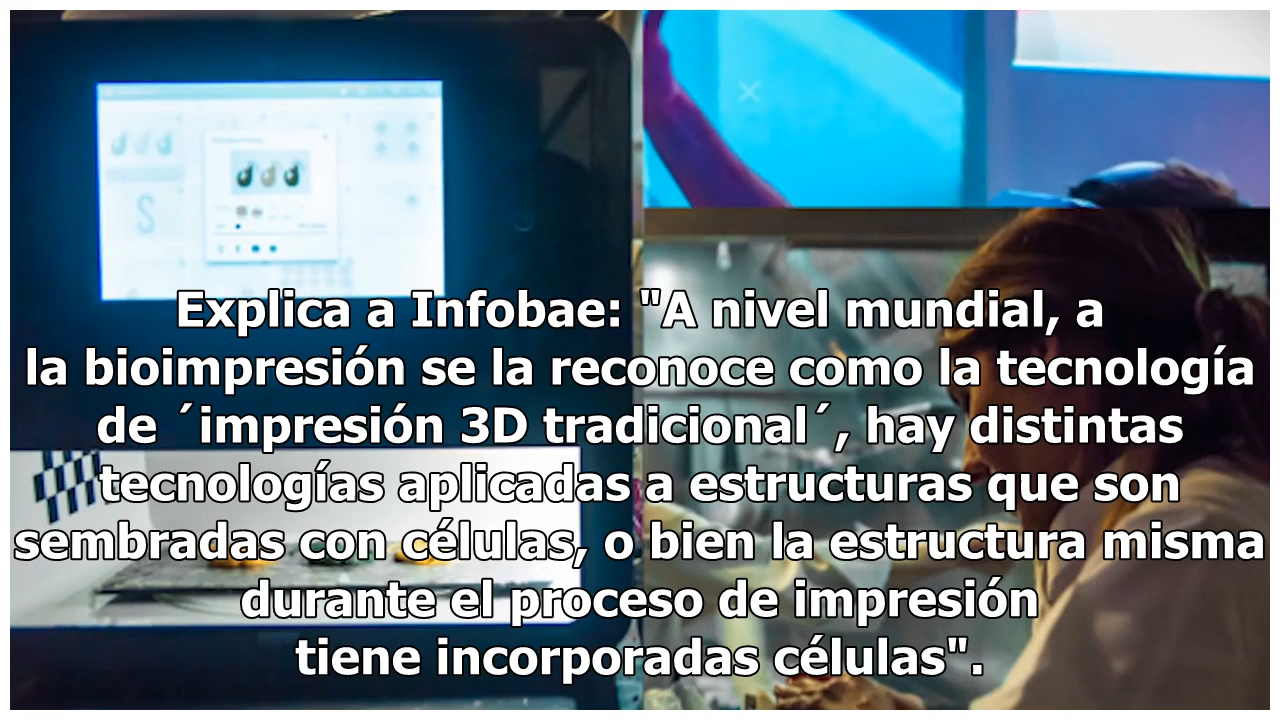 Explica a Infobae: "A nivel mundial, a
la bioimpresión se la reconoce como la tecnología
de ´impresión 3D tradicional´, hay distintas
tecnologías aplicadas a estructuras que son
sembradas con células, o bien la estructura misma
durante el proceso de impresión
tiene incorporadas células".